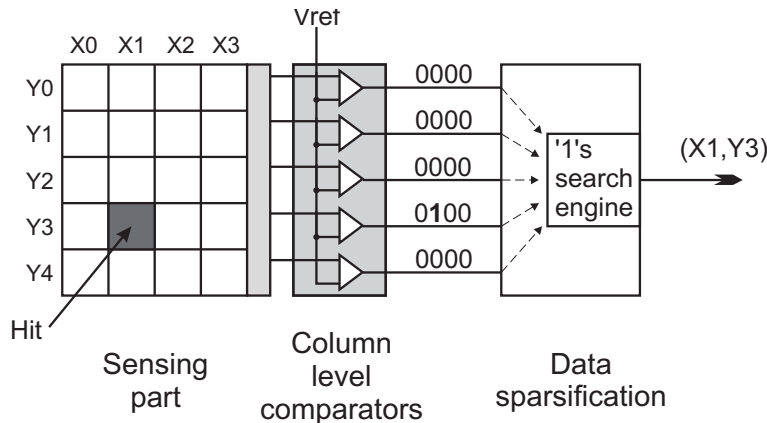 Vref
X0 X1 X2 X3
Y0
Y1
Y2
Y3
Y4
0000
0000
0000
0100
0000
'1's
search
engine
(X1,Y3)
Hit
Sensing
part
Column
level
comparators
Data
sparsification